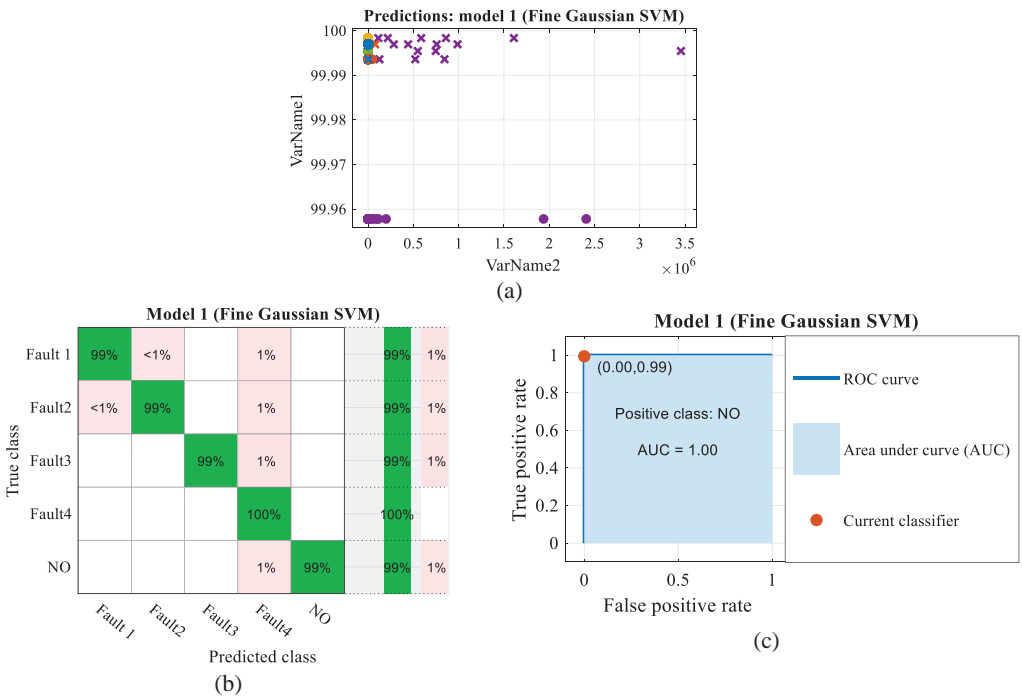 Predictions: model 1 (Fine Gaussian SVM)
100
99.99
99.98
99.97
99.96
VarName1
0 0.5 1 1.5 2 2.5 3 3.5
VarName2
×10⁶
(a)
Model 1 (Fine Gaussian SVM)
Fault 1 99% <1% 1% 99% 1%
Fault2 <1% 99% 1% 99% 1%
Fault3 99% 1% 99% 1%
Fault4 100% 100%
NO 1% 99% 99% 1%
True class
Fault 1 Fault2 Fault3 Fault4 NO
Predicted class
(b)
Model 1 (Fine Gaussian SVM)
1
0.8
0.6
0.4
0.2
0
True positive rate
(0.00,0.99)
Positive class: NO
AUC = 1.00
0 0.5 1
False positive rate
ROC curve
Area under curve (AUC)
Current classifier
(c)